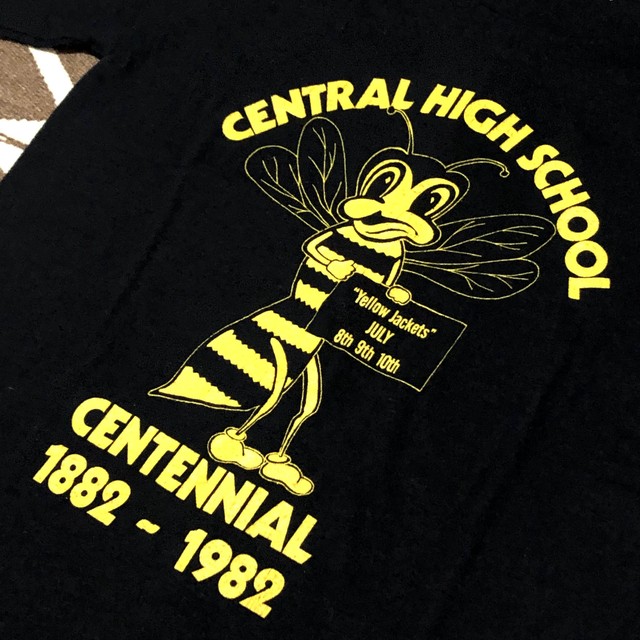 CENTRAL HIGH SCHOOL
"Yellow Jackets"
JULY
8th 9th 10th
CENTENNIAL
1882 ~ 1982